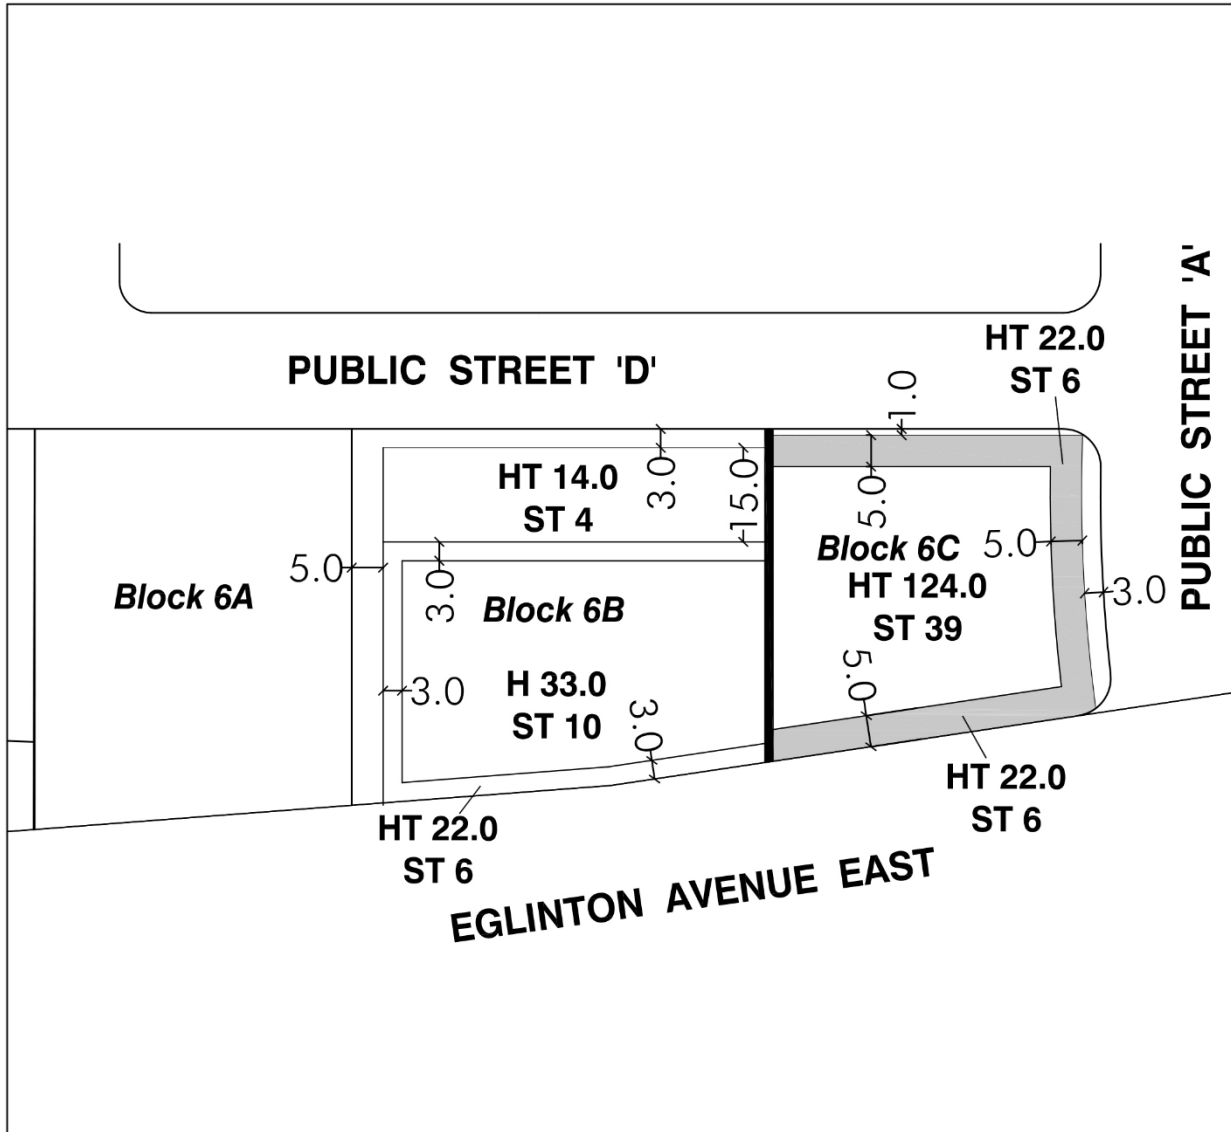 PUBLIC STREET 'A'
HT 22.0
ST 6
PUBLIC STREET 'D'
1.0
HT 14.0
ST 4
3.0
15.0
5.0
Block 6C
HT 124.0
ST 39
5.0
3.0
5.0
Block 6A
3.0
Block 6B
H 33.0
ST 10
3.0
3.0
5.0
HT 22.0
ST 6
HT 22.0
ST 6
EGLINTON AVENUE EAST